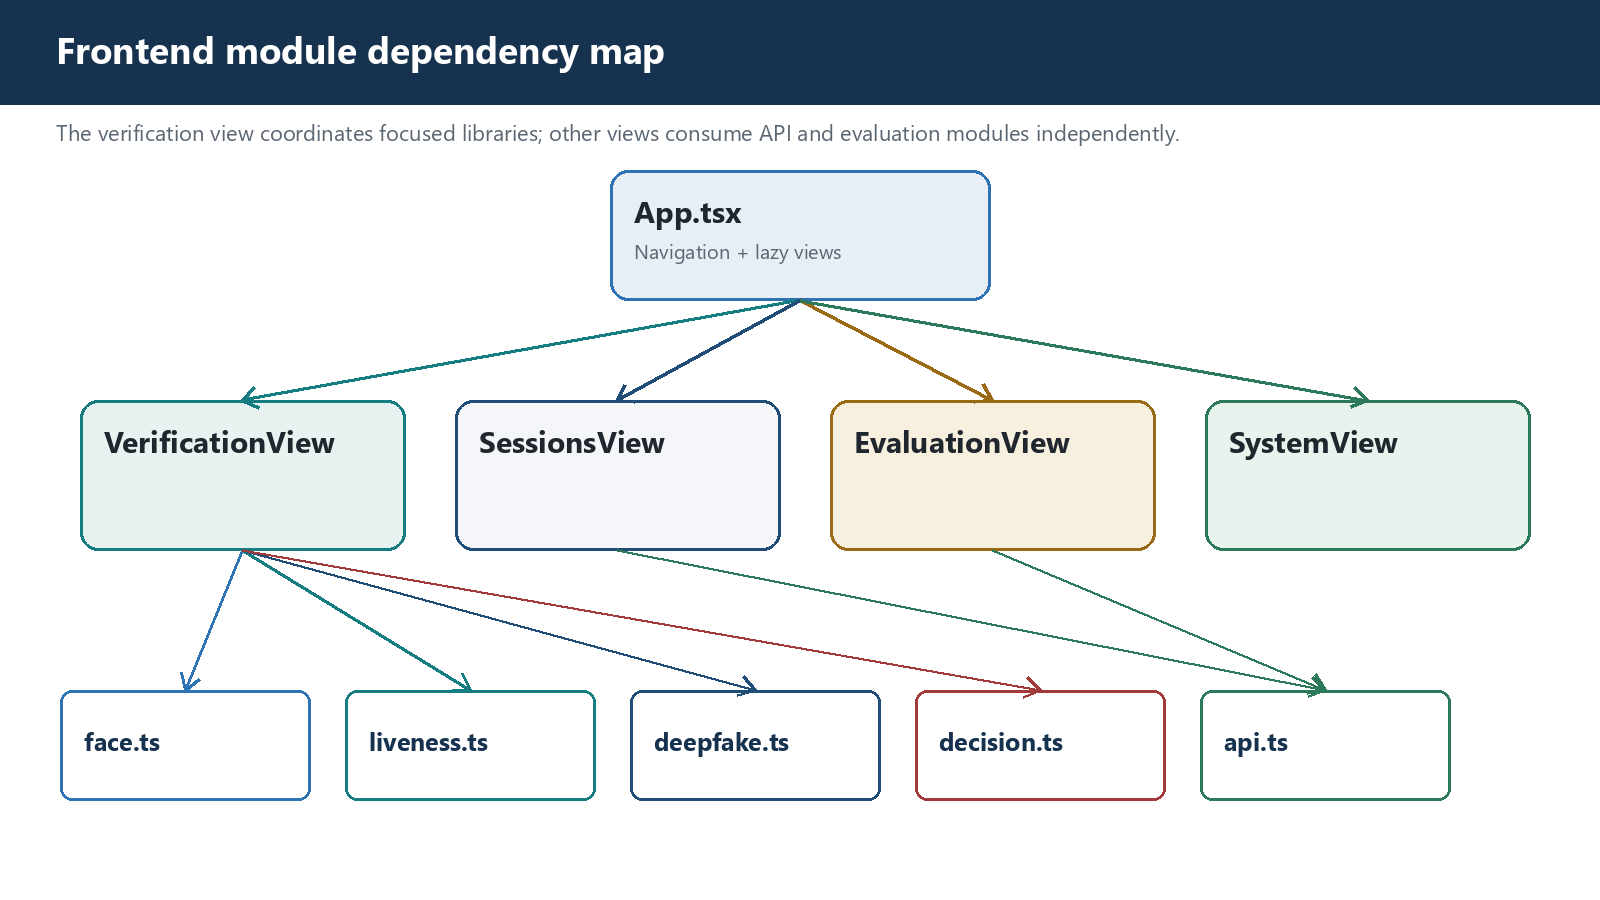 Frontend module dependency map
The verification view coordinates focused libraries; other views consume API and evaluation modules independently.
App.tsx
Navigation + lazy views
VerificationView
SessionsView
EvaluationView
SystemView
face.ts
liveness.ts
deepfake.ts
decision.ts
api.ts